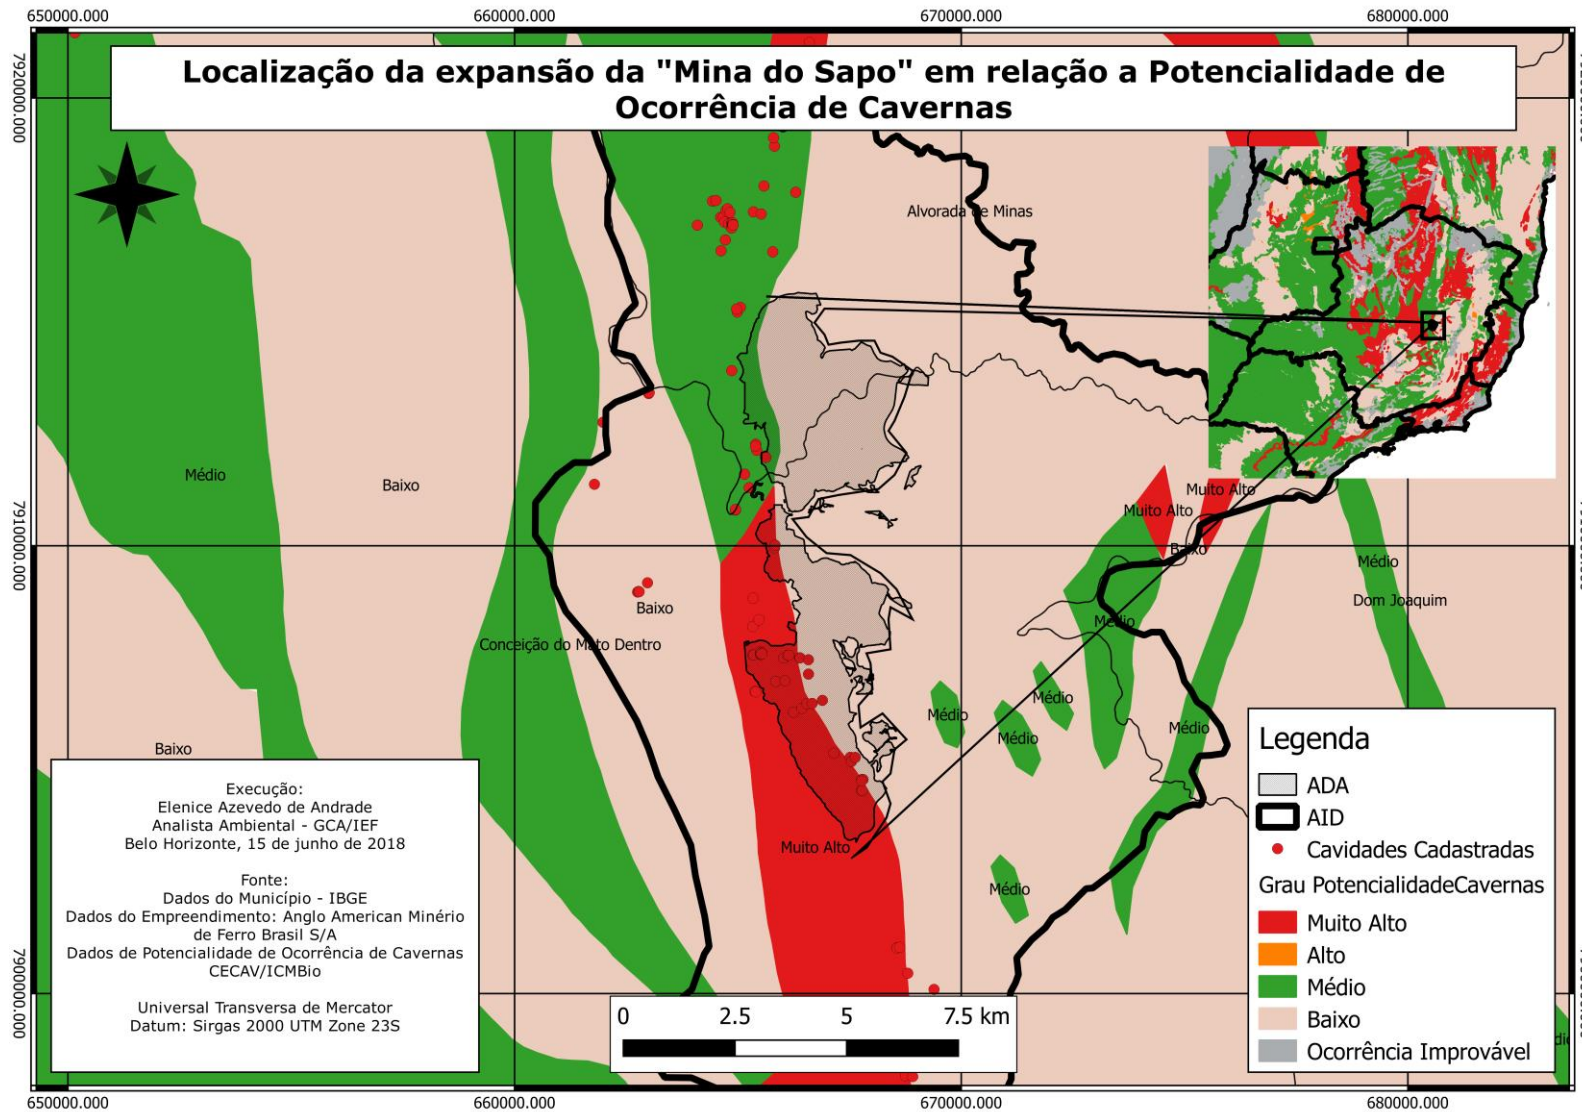 650000.000
660000.000
670000.000
680000.000
Localização da expansão da "Mina do Sapo" em relação a Potencialidade de
Ocorrência de Cavernas
7920000.000
7910000.000
7900000.000
Alvorada de Minas
Médio
Baixo
Muito Alto
Muito Alto
Baixo
Médio
Dom Joaquim
Médio
Baixo
Conceição do Mato Dentro
Médio
Médio
Médio
Médio
Baixo
Muito Alto
Médio
Execução:
Elenice Azevedo de Andrade
Analista Ambiental - GCA/IEF
Belo Horizonte, 15 de junho de 2018
Fonte:
Dados do Município - IBGE
Dados do Empreendimento: Anglo American Minério
de Ferro Brasil S/A
Dados de Potencialidade de Ocorrência de Cavernas
CECAV/ICMBio
Universal Transversa de Mercator
Datum: Sirgas 2000 UTM Zone 23S
0 2.5 5 7.5 km
Legenda
ADA
AID
Cavidades Cadastradas
Grau PotencialidadeCavernas
Muito Alto
Alto
Médio
Baixo
Ocorrência Improvável
650000.000
660000.000
670000.000
680000.000